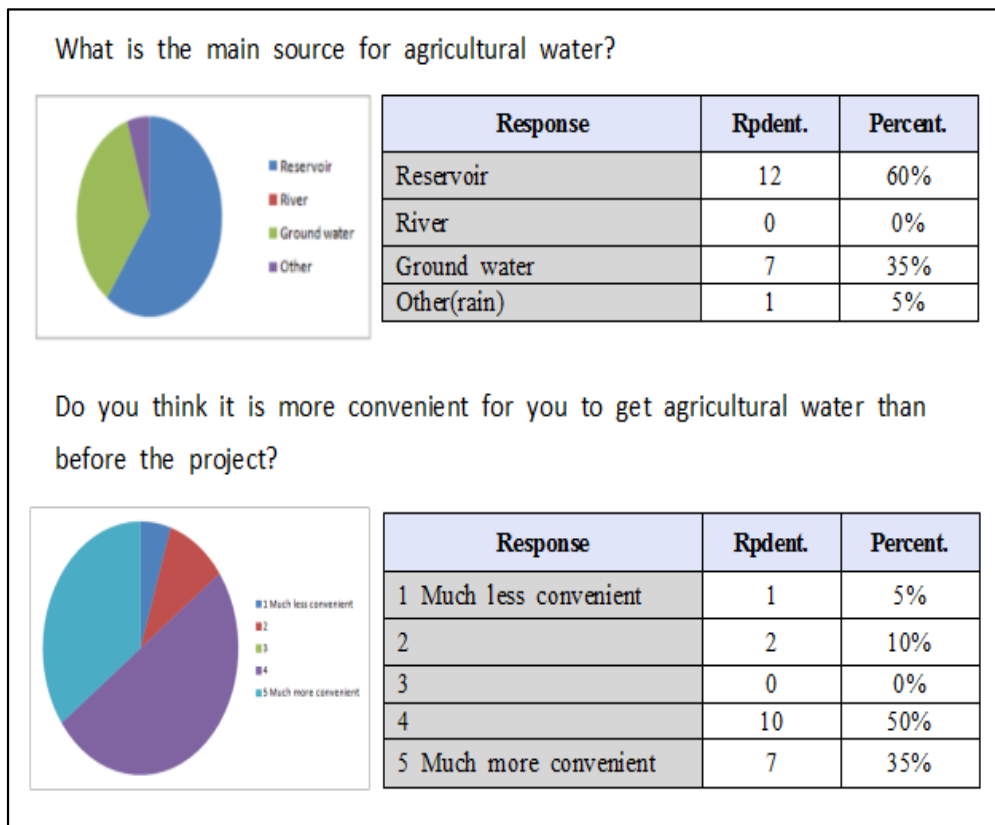 What is the main source for agricultural water?
Reservoir
River
Ground water
Other
Response Rpdent. Percent.
Reservoir 12 60%
River 0 0%
Ground water 7 35%
Other(rain) 1 5%
Do you think it is more convenient for you to get agricultural water than
before the project?
1 Much less convenient
2
3
4
5 Much more convenient
Response Rpdent. Percent.
1 Much less convenient 1 5%
2 2 10%
3 0 0%
4 10 50%
5 Much more convenient 7 35%